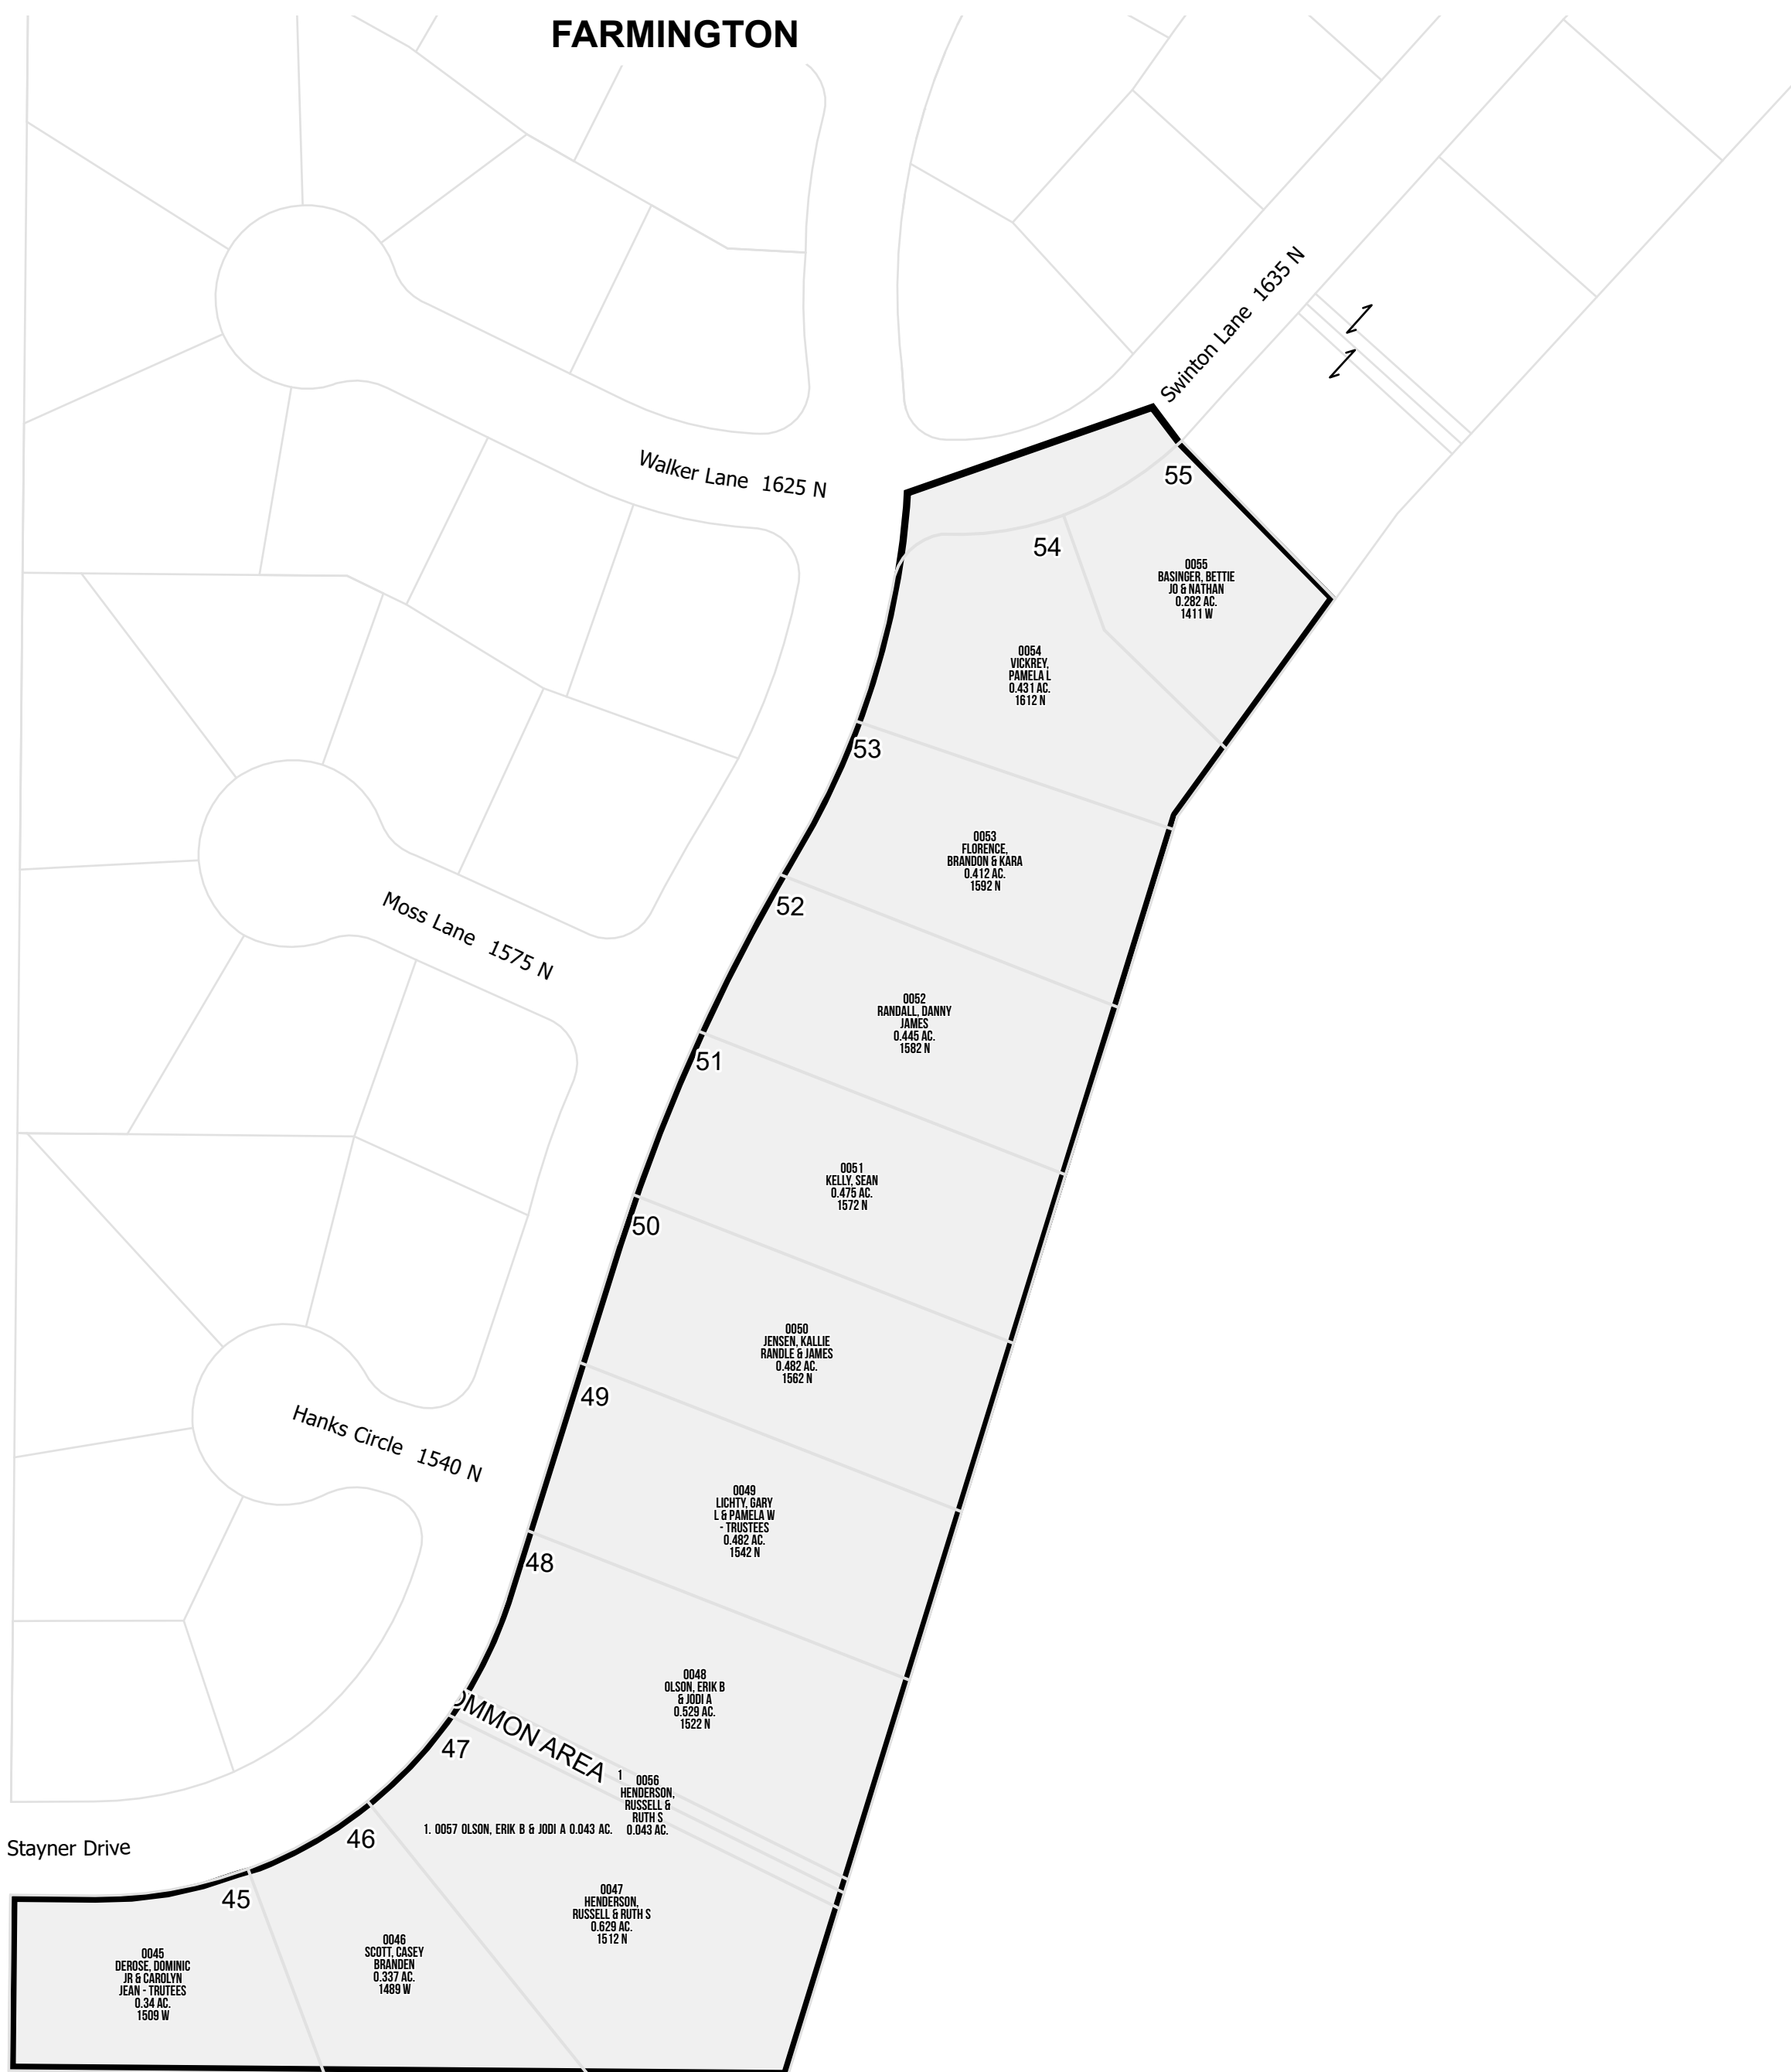 FARMINGTON
Swinton Lane 1635 N
Walker Lane 1625 N
55
54
0055
BASINGER, BETTIE
JO & NATHAN
0.282 AC.
1411 W
0054
VICKREY,
PAMELA L
0.431 AC.
1612 N
53
0053
FLORENCE,
BRANDON & KARA
0.412 AC.
1592 N
52
Moss Lane 1575 N
0052
RANDALL, DANNY
JAMES
0.445 AC.
1582 N
51
0051
KELLY, SEAN
0.475 AC.
1572 N
50
0050
JENSEN, KALLIE
RANDLE & JAMES
0.482 AC.
1562 N
49
Hanks Circle 1540 N
0049
LICHTY, GARY
L & PAMELA W
- TRUSTEES
0.482 AC.
1542 N
48
0048
OLSON, ERIK B
& JODI A
0.529 AC.
1522 N
OMMON AREA
47
1
0056
HENDERSON,
RUSSELL &
RUTH S
0.043 AC.
1. 0057 OLSON, ERIK B & JODI A 0.043 AC.
46
Stayner Drive
45
0047
HENDERSON,
RUSSELL & RUTH S
0.629 AC.
1512 N
0046
SCOTT, CASEY
BRANDEN
0.337 AC.
1489 W
0045
DEROSE, DOMINIC
JR & CAROLYN
JEAN - TRUTEES
0.34 AC.
1509 W